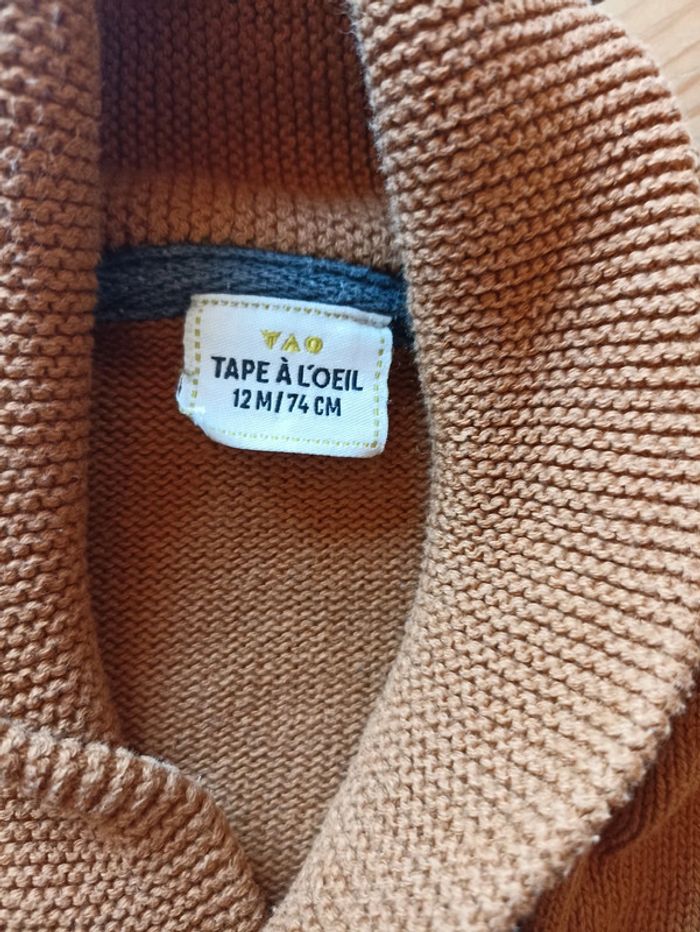 TAO
TAPE À L'OEIL
12 M / 74 CM